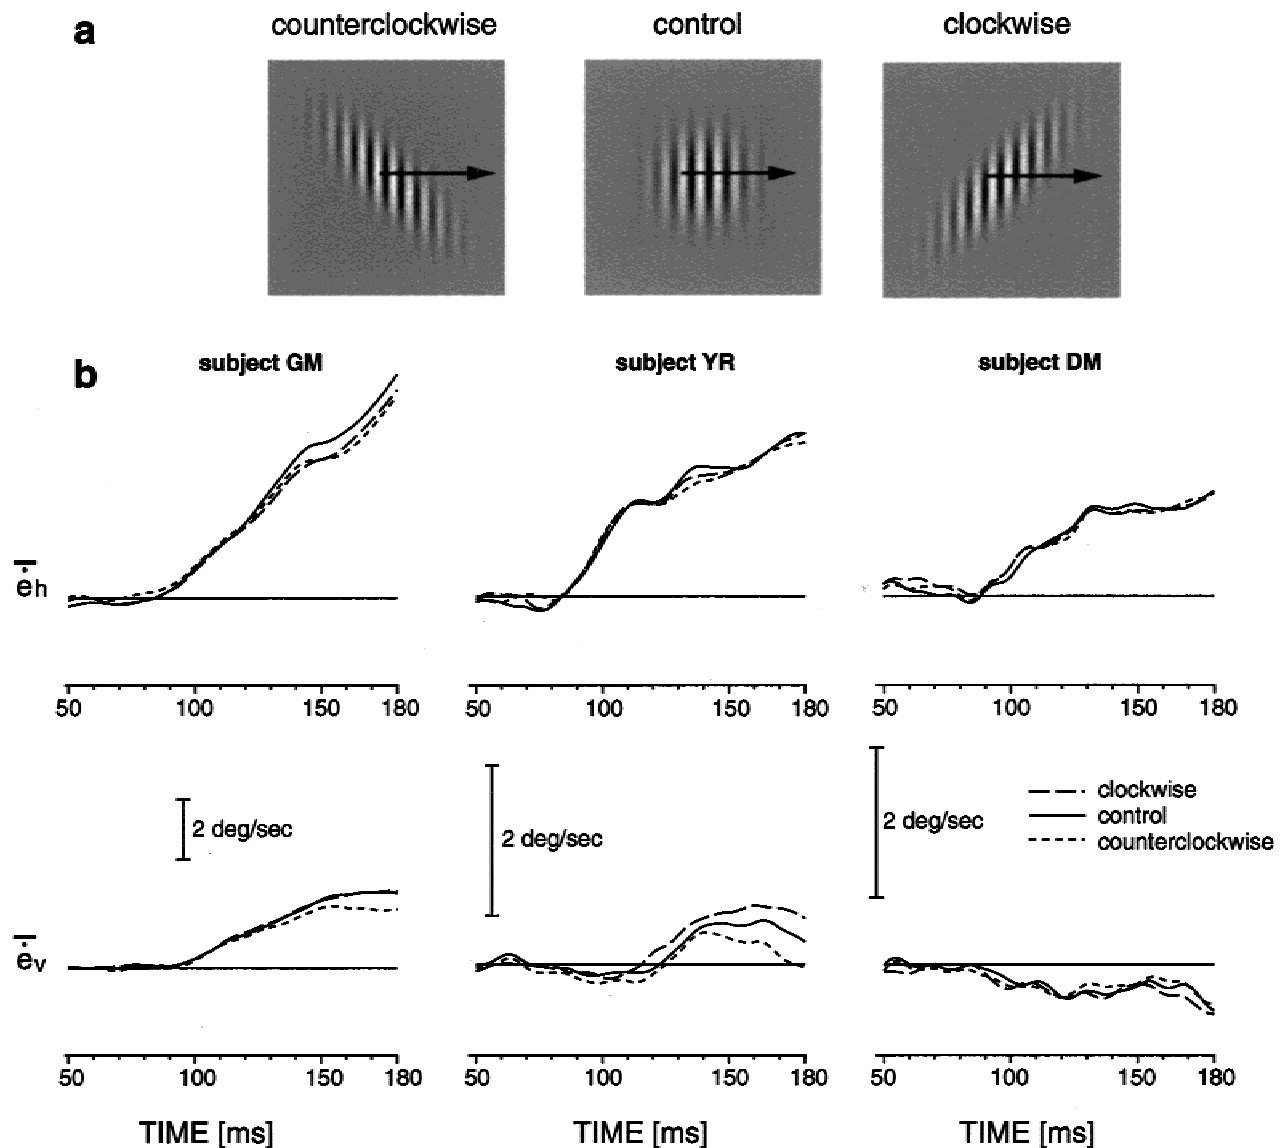 a
counterclockwise control clockwise
b
subject GM subject YR subject DM
ėh
50 100 150 180 50 100 150 180 50 100 150 180
2 deg/sec 2 deg/sec 2 deg/sec
clockwise
control
counterclockwise
ėv
50 100 150 180 50 100 150 180 50 100 150 180
TIME [ms] TIME [ms] TIME [ms]